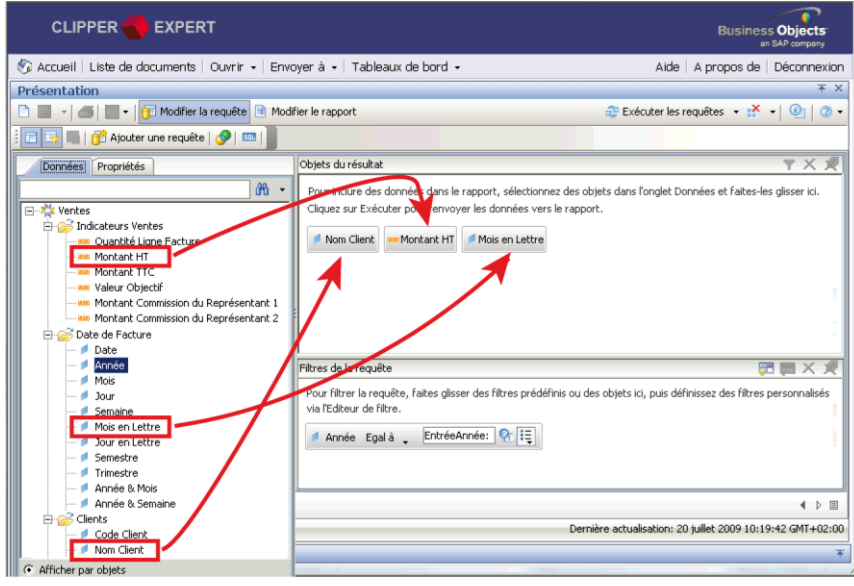 CLIPPER EXPERT
Business Objects
an SAP company
Accueil Liste de documents Ouvrir Envoyer à Tableaux de bord Aide A propos de Déconnexion
Présentation
Modifier la requête Modifier le rapport Exécuter les requêtes
Ajouter une requête SQL
Données Propriétés
Ventes
Indicateurs Ventes
Quantité Ligne Facture
Montant HT
Montant TTC
Valeur Objectif
Montant Commission du Représentant 1
Montant Commission du Représentant 2
Date de Facture
Date
Année
Mois
Jour
Semaine
Mois en Lettre
Jour en Lettre
Semestre
Trimestre
Année & Mois
Année & Semaine
Clients
Code Client
Nom Client
Afficher par objets
Objets du résultat
Pour inclure des données dans le rapport, sélectionnez des objets dans l'onglet Données et faites-les glisser ici.
Cliquez sur Exécuter pour envoyer les données vers le rapport.
Nom Client Montant HT Mois en Lettre
Filtres de la requête
Pour filtrer la requête, faites glisser des filtres prédéfinis ou des objets ici, puis définissez des filtres personnalisés
via l'Editeur de filtre.
Année Egal à EntréeAnnée:
Dernière actualisation: 20 juillet 2009 10:19:42 GMT+02:00